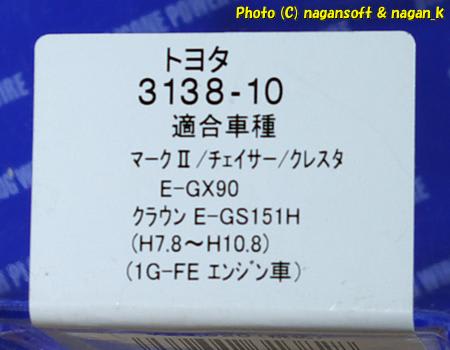 Photo (C) nagansoft & nagan_k
トヨタ
3138-10
適合車種
マークⅡ/チェイサー/クレスタ
E-GX90
クラウン E-GS151H
(H7.8～H10.8)
(1G-FE エンジン車)